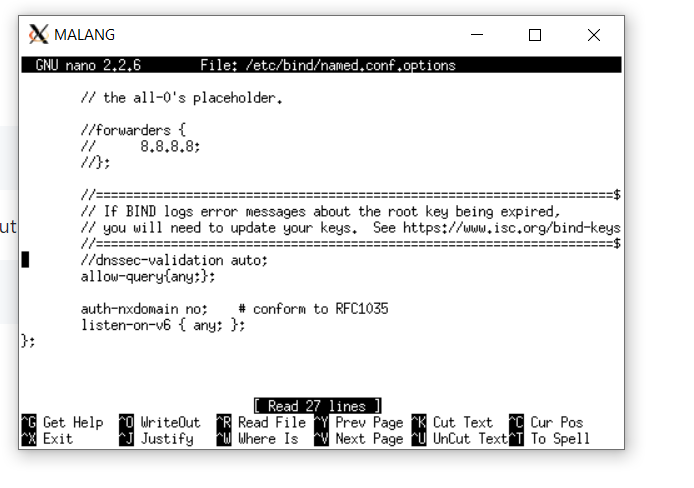 MALANG
GNU nano 2.2.6 File: /etc/bind/named.conf.options
// the all-0's placeholder.
//forwarders {
// 8.8.8.8;
//};
//=====================================================================$
// If BIND logs error messages about the root key being expired,
// you will need to update your keys. See https://www.isc.org/bind-keys
//=====================================================================$
//dnssec-validation auto;
allow-query{any;};
auth-nxdomain no; # conform to RFC1035
listen-on-v6 { any; };
};
[ Read 27 lines ]
^G Get Help ^O WriteOut ^R Read File ^Y Prev Page ^K Cut Text ^C Cur Pos
^X Exit ^J Justify ^W Where Is ^V Next Page ^U UnCut Text ^T To Spell
ut